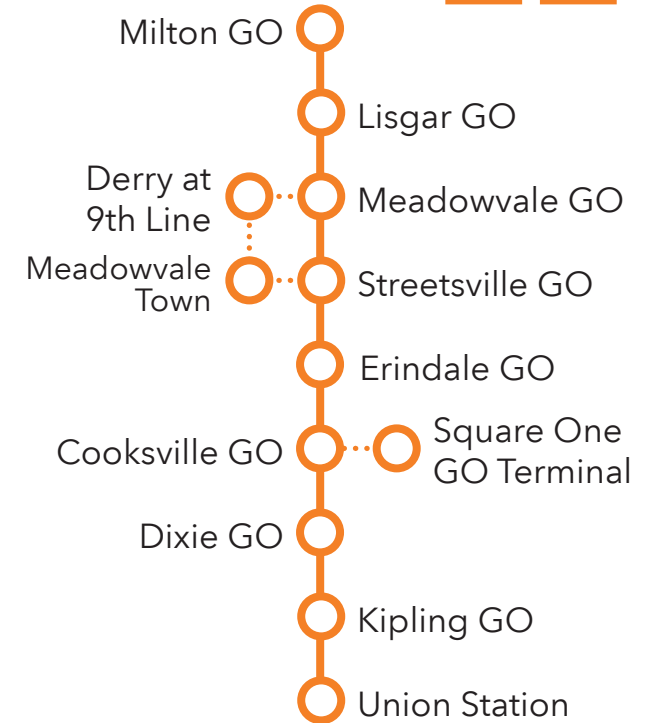 Milton GO
Lisgar GO
Derry at
9th Line
Meadowvale GO
Meadowvale
Town
Streetsville GO
Erindale GO
Cooksville GO
Square One
GO Terminal
Dixie GO
Kipling GO
Union Station